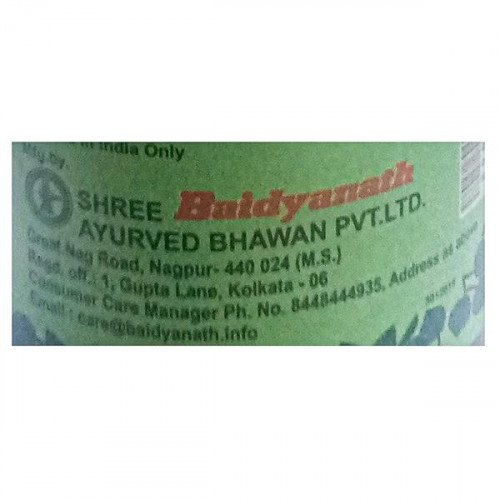 in India Only
Mfg.by.
SHREE Baidyanath
AYURVED BHAWAN PVT.LTD.
Great Nag Road, Nagpur- 440 024 (M.S.)
Regd. off.: 1, Gupta Lane, Kolkata - 06
Consumer Care Manager Ph. No. 8448444935, Address as above
Email : care@baidyanath.info